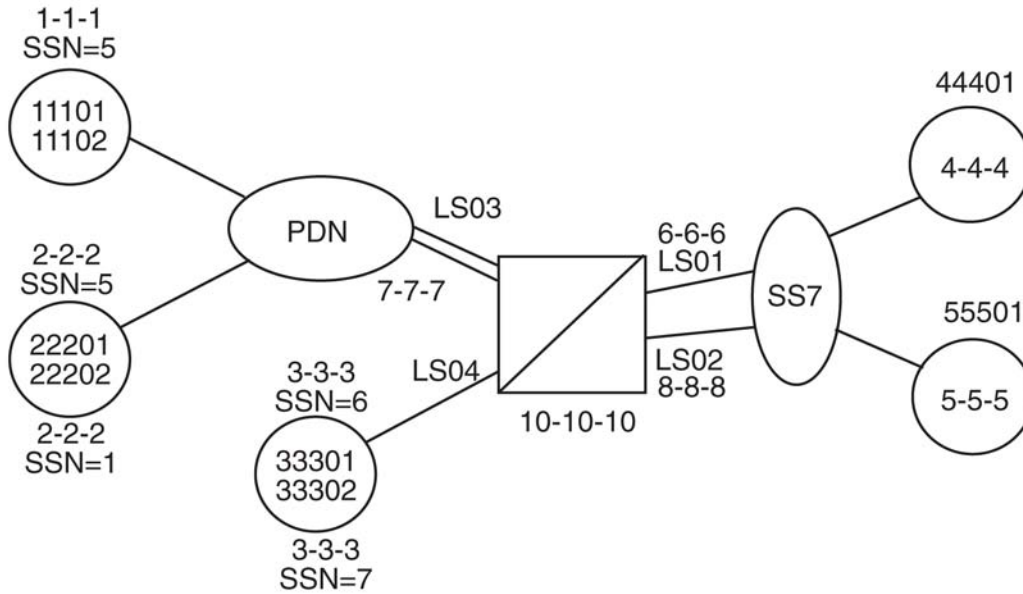 1-1-1
SSN=5
11101
11102
2-2-2
SSN=5
22201
22202
2-2-2
SSN=1
PDN
LS03
7-7-7
LS04
3-3-3
SSN=6
33301
33302
3-3-3
SSN=7
10-10-10
6-6-6
LS01
LS02
8-8-8
SS7
44401
4-4-4
55501
5-5-5